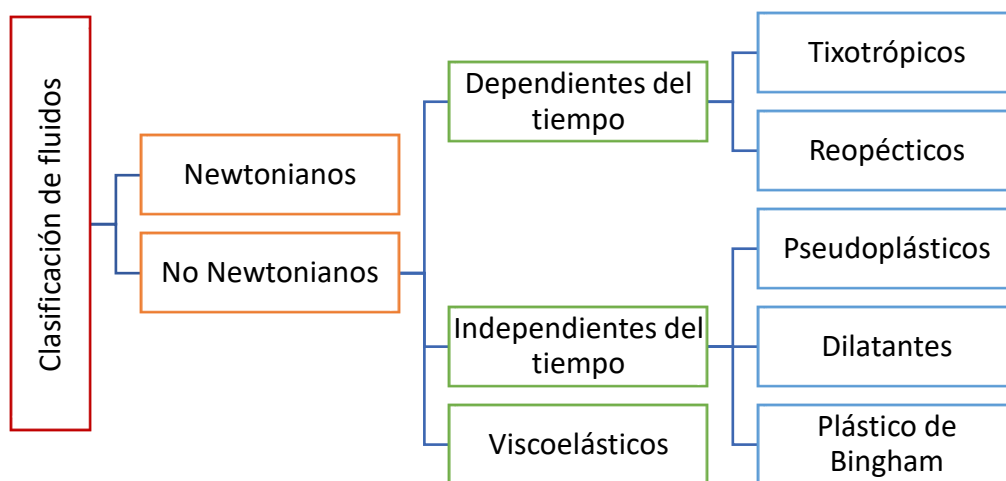 Clasificación de fluidos
Newtonianos
No Newtonianos
Dependientes del
tiempo
Independientes del
tiempo
Viscoelásticos
Tixotrópicos
Reopécticos
Pseudoplásticos
Dilatantes
Plástico de
Bingham